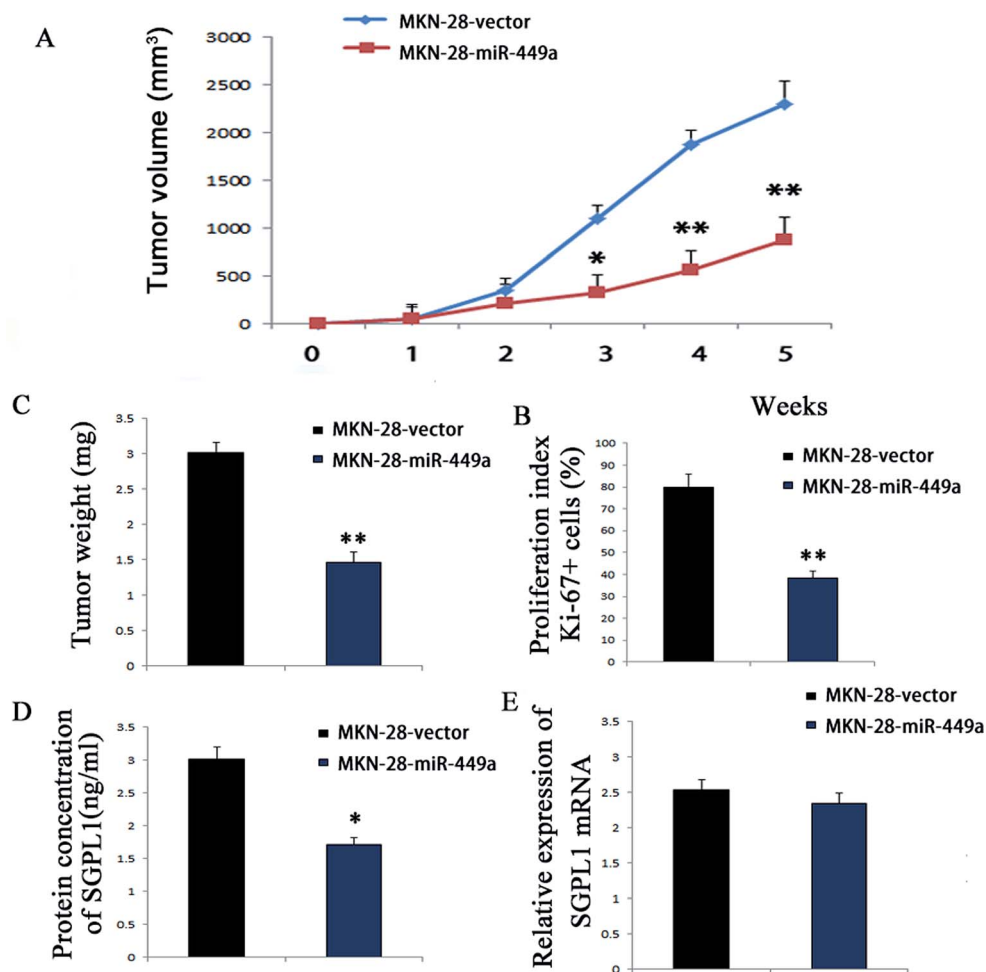 A
MKN-28-vector
MKN-28-miR-449a
Tumor volume (mm³)
3000
2500
2000
1500
1000
500
0
*
**
**
0 1 2 3 4 5
Weeks
C
MKN-28-vector
MKN-28-miR-449a
Tumor weight (mg)
3.5
3
2.5
2
1.5
1
0.5
0
**
B
MKN-28-vector
MKN-28-miR-449a
Proliferation index
Ki-67+ cells (%)
100
90
80
70
60
50
40
30
20
10
0
**
D
MKN-28-vector
MKN-28-miR-449a
Protein concentration
of SGPL1(ng/ml)
3.5
3
2.5
2
1.5
1
0.5
0
*
E
MKN-28-vector
MKN-28-miR-449a
Relative expression of
SGPL1 mRNA
3.5
3
2.5
2
1.5
1
0.5
0